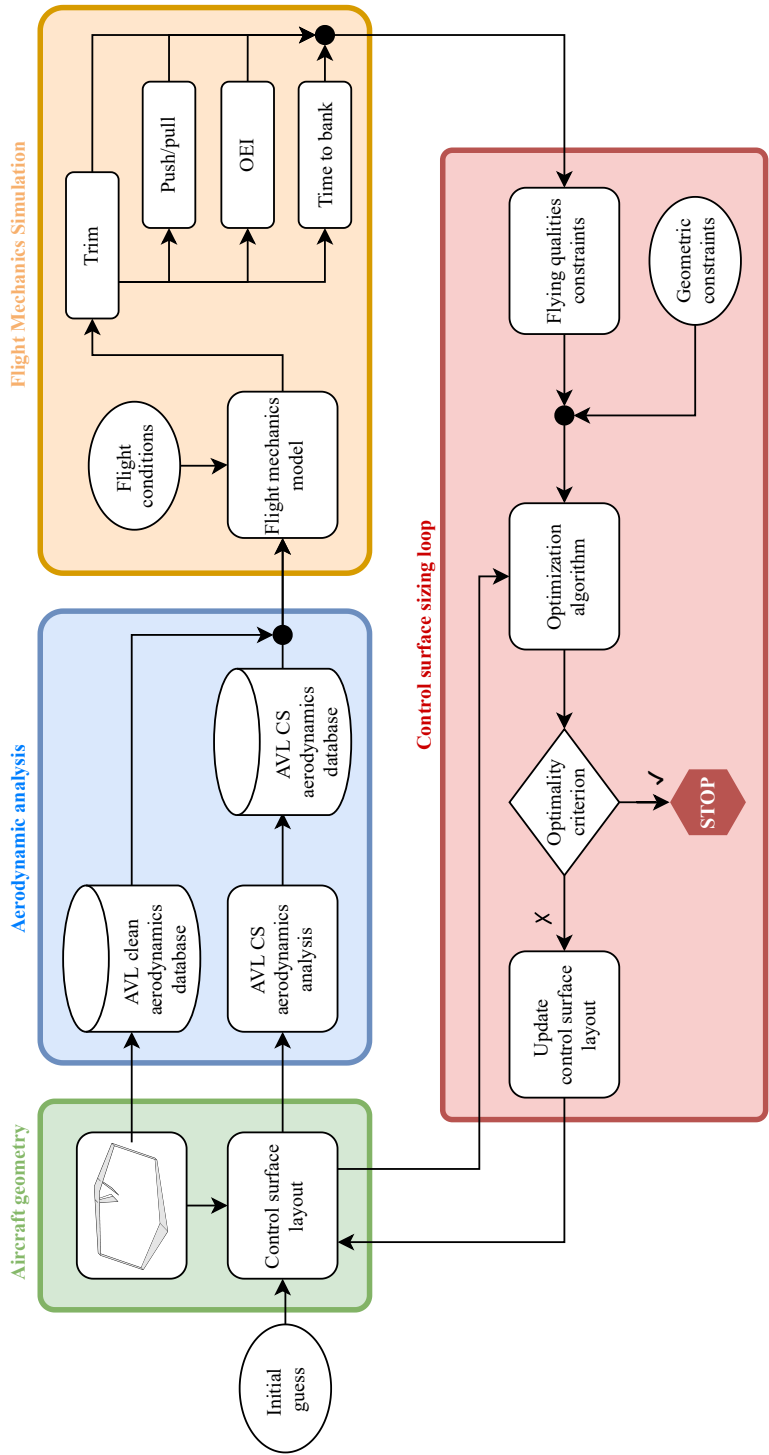 Aircraft geometry
Aerodynamic analysis
Flight Mechanics Simulation
Initial
guess
Control surface
layout
AVL clean
aerodynamics
database
AVL CS
aerodynamics
analysis
AVL CS
aerodynamics
database
Flight
conditions
Flight mechanics
model
Trim
Push/pull
OEI
Time to bank
Control surface sizing loop
Update
control surface
layout
✗
Optimality
criterion
✓
STOP
Optimization
algorithm
Flying qualities
constraints
Geometric
constraints